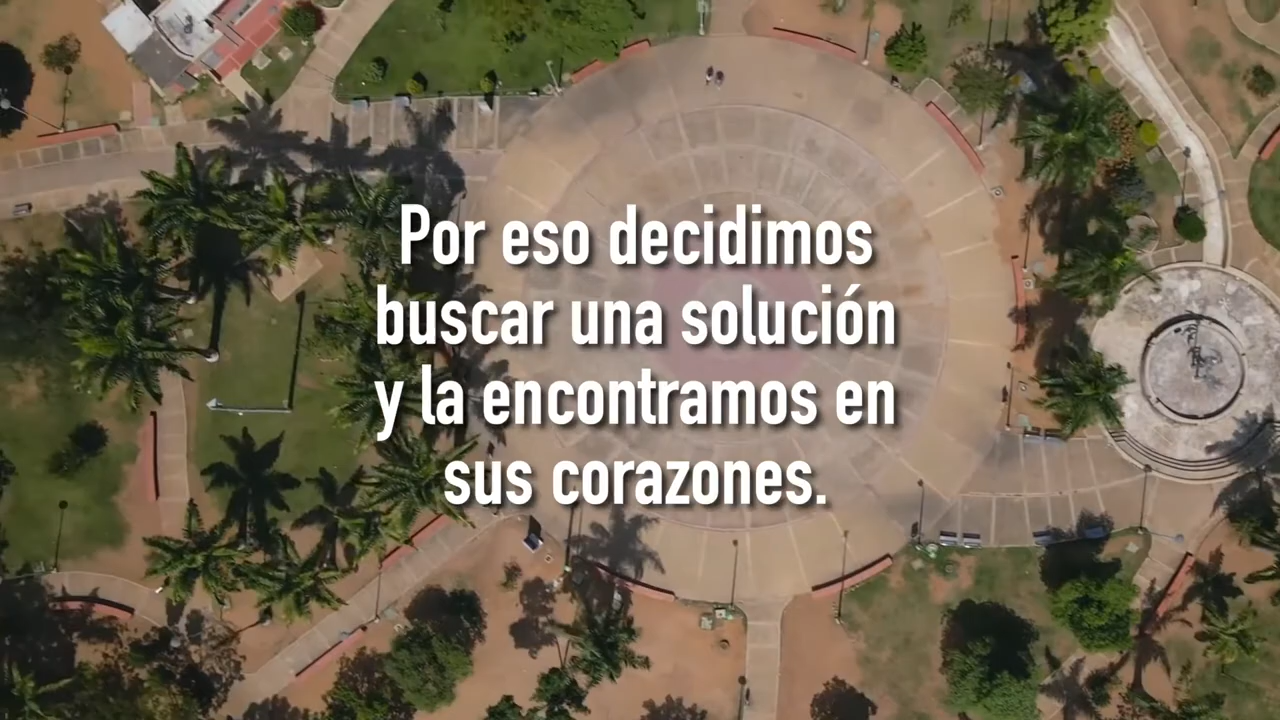 Por eso decidimos
buscar una solución
y la encontramos en
sus corazones.